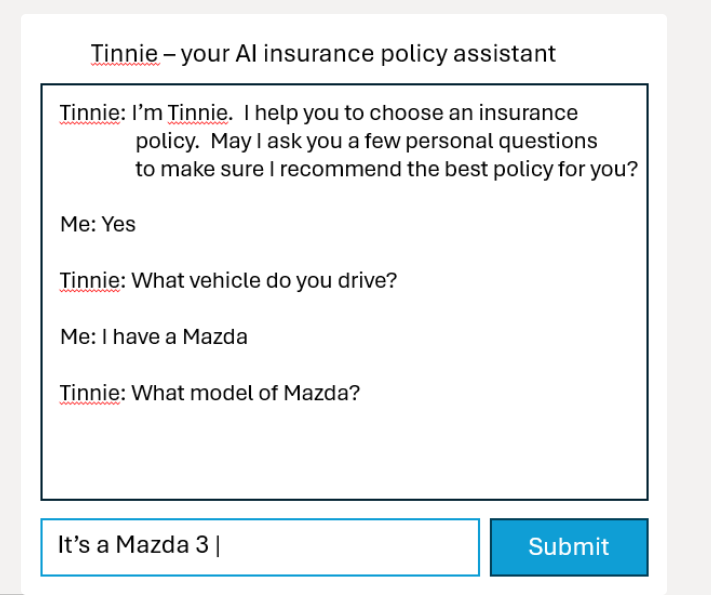 Tinnie – your AI insurance policy assistant
Tinnie: I’m Tinnie.  I help you to choose an insurance
policy.  May I ask you a few personal questions
to make sure I recommend the best policy for you?
Me: Yes
Tinnie: What vehicle do you drive?
Me: I have a Mazda
Tinnie: What model of Mazda?
It’s a Mazda 3 |
Submit